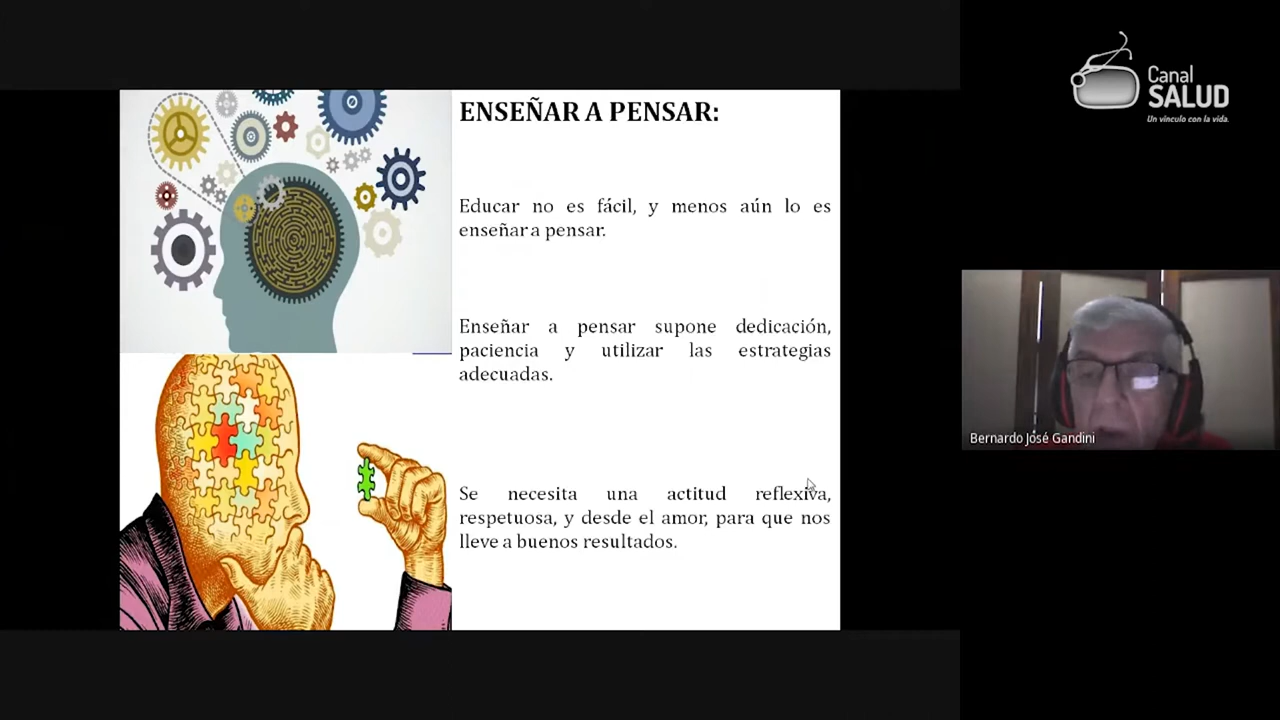 ENSEÑAR A PENSAR:
Educar no es fácil, y menos aún lo es
enseñar a pensar.
Enseñar a pensar supone dedicación,
paciencia y utilizar las estrategias
adecuadas.
Se necesita una actitud reflexiva,
respetuosa, y desde el amor, para que nos
lleve a buenos resultados.
Canal
SALUD
Un vínculo con la vida.
Bernardo José Gandini